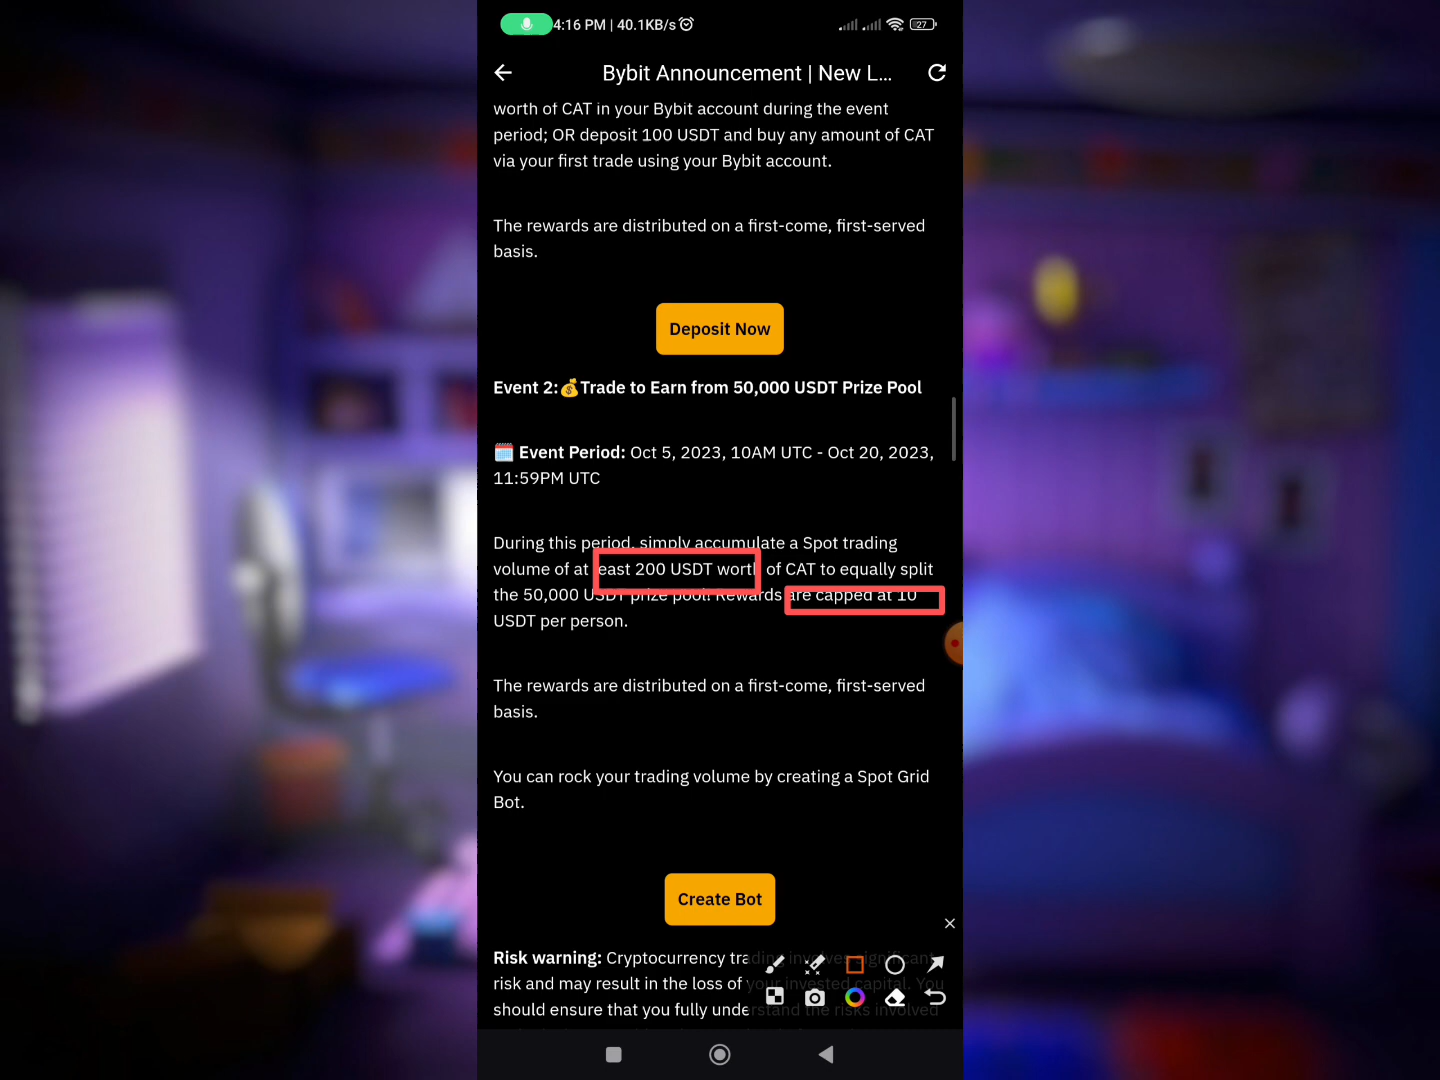 4:16 PM | 40.1KB/s
27
Bybit Announcement | New L...
worth of CAT in your Bybit account during the event
period; OR deposit 100 USDT and buy any amount of CAT
via your first trade using your Bybit account.
The rewards are distributed on a first-come, first-served
basis.
Deposit Now
Event 2:💰Trade to Earn from 50,000 USDT Prize Pool
🗓️ Event Period: Oct 5, 2023, 10AM UTC - Oct 20, 2023,
11:59PM UTC
During this period, simply accumulate a Spot trading
volume of at least 200 USDT worth of CAT to equally split
the 50,000 USDT prize pool! Rewards are capped at 10
USDT per person.
The rewards are distributed on a first-come, first-served
basis.
You can rock your trading volume by creating a Spot Grid
Bot.
Create Bot
Risk warning: Cryptocurrency trading involves significant
risk and may result in the loss of your invested capital. You
should ensure that you fully understand the risks involved